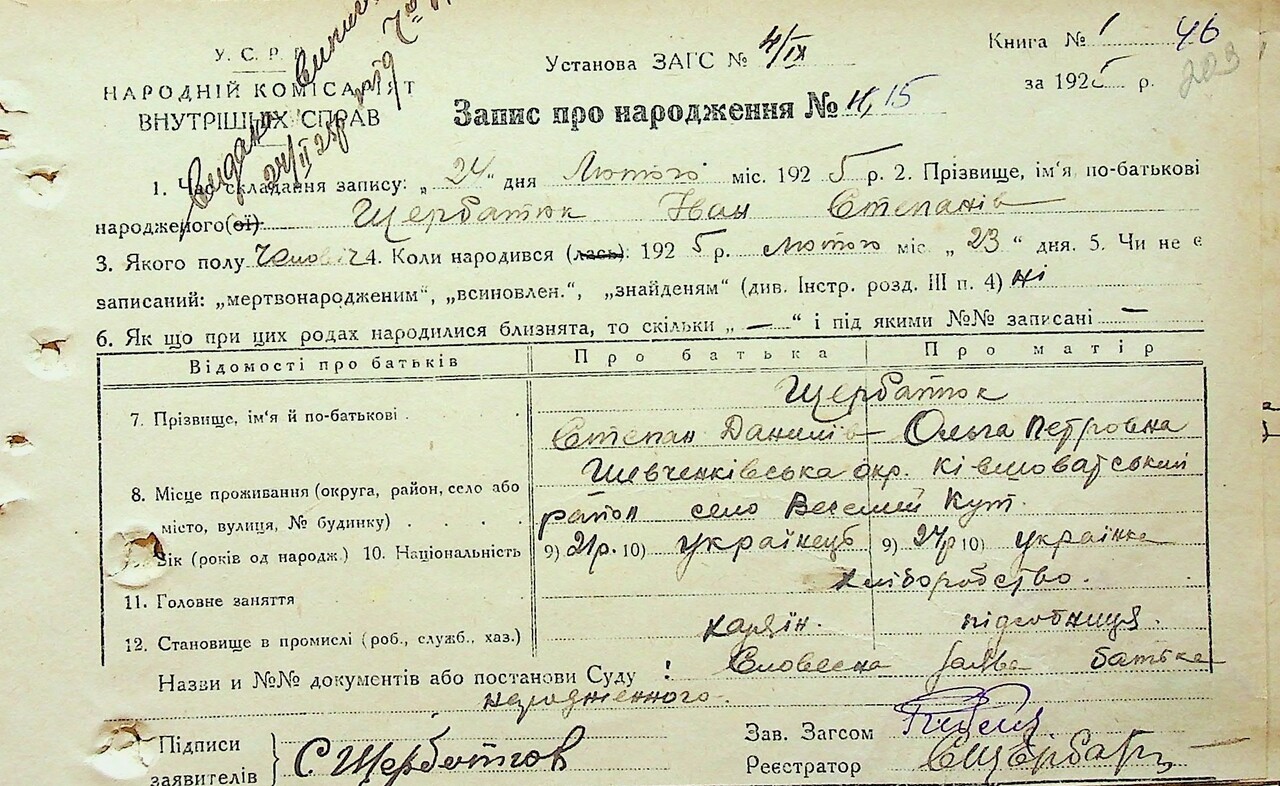 У. С. Р. Р.
НАРОДНІЙ КОМІСАРІЯТ
ВНУТРІШНІХ СПРАВ
Видано
24/II 25р
Установа ЗАГС № 4/IX
Книга № 1 46
203
за 1925 р.
Запис про народження № 15
1. Час складання запису: „24“ дня Лютого міс. 1925 р. 2. Прізвище, ім'я по-батькові
народженого(ої) Щербатюк Іван Степанів
3. Якого полу Чоловіч 4. Коли народився (лась): 1925 р. лютого міс. „23“ дня. 5. Чи не є
записаний: „мертвонародженим“, „всиновлен.“, „знайденям“ (див. Інстр. розд. III п. 4) ні
6. Як що при цих родах народилися близнята, то скільки „—“ і під якими №№ записані —
Відомості про батьків Про батька Про матір
7. Прізвище, ім'я й по-батькові Щербатюк
Степан Данилів Ольга Петровна
8. Місце проживання (округа, район, село або Шевченківська окр. Ківшоватський
місто, вулиця, № будинку) район село Веселий Кут.
Вік (років од народж.) 10. Національність 9) 21р. 10) українець 9) 24р 10) українка
11. Головне заняття хліборобство.
12. Становище в промислі (роб., служб., хаз.) хазяїн. підсобниця.
Назви и №№ документів або постанови Суду : Словесна заява батька
народженного.
Підписи
заявителів } С Щербатюк
Зав. Загсом
Реєстратор